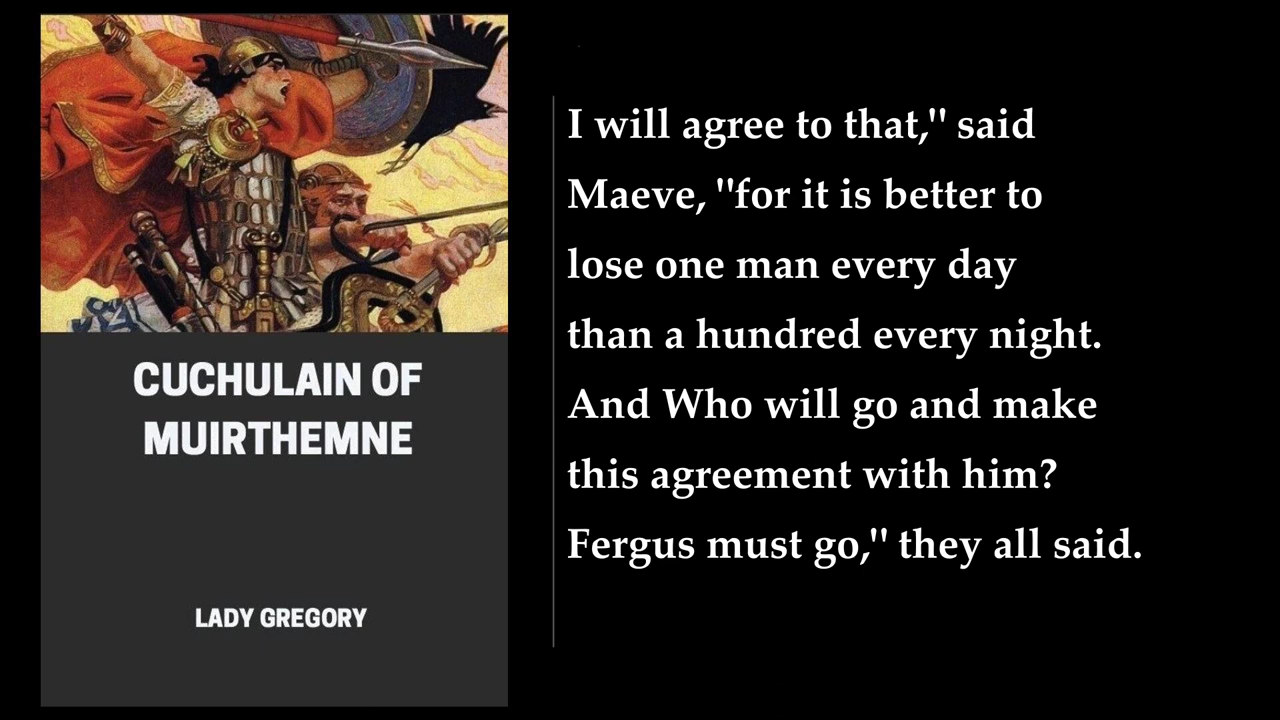 CUCHULAIN OF
MUIRTHEMNE
LADY GREGORY
I will agree to that," said
Maeve, "for it is better to
lose one man every day
than a hundred every night.
And Who will go and make
this agreement with him?
Fergus must go," they all said.